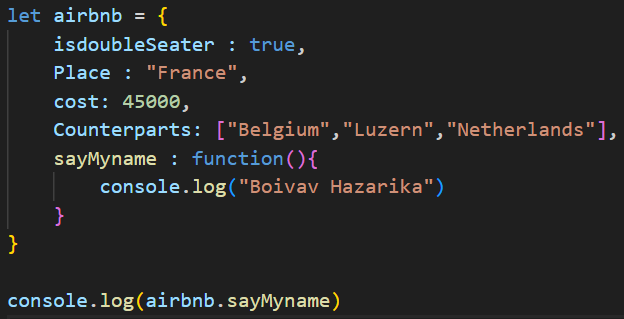 let airbnb = {
    isdoubleSeater : true,
    Place : "France",
    cost: 45000,
    Counterparts: ["Belgium","Luzern","Netherlands"],
    sayMyname : function(){
        console.log("Boivav Hazarika")
    }
}
console.log(airbnb.sayMyname)